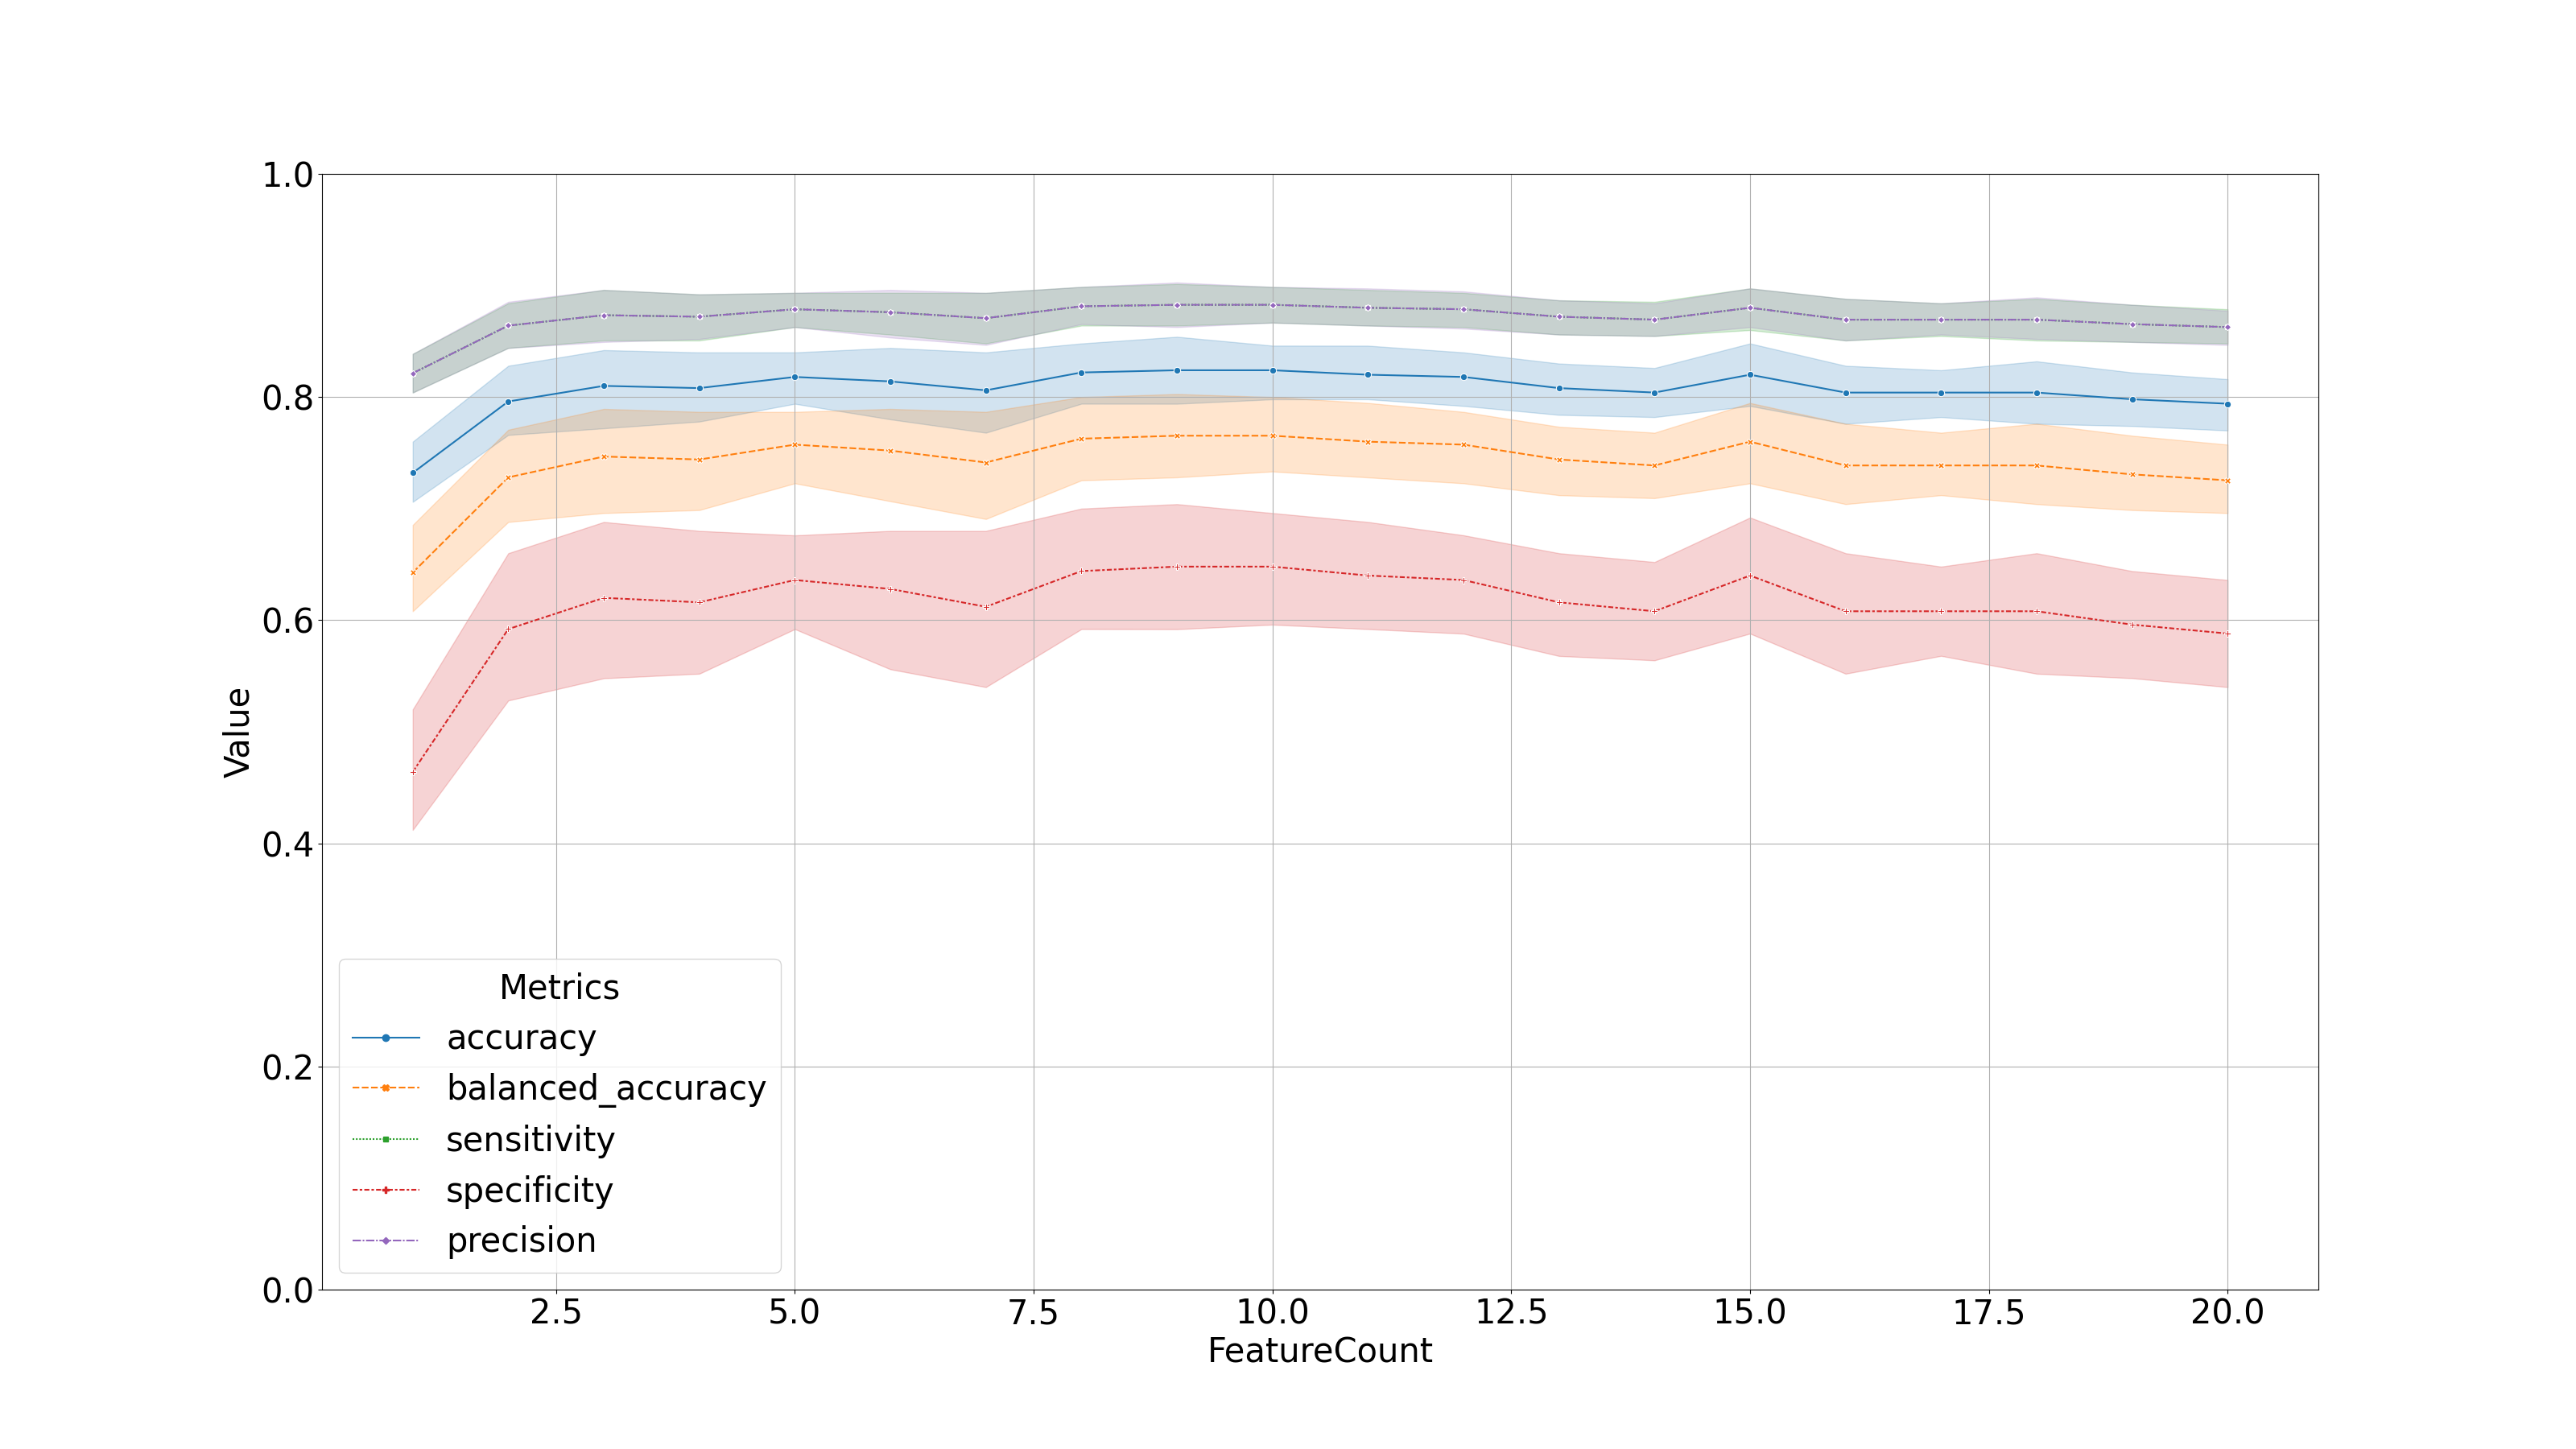 1.0
0.8
0.6
0.4
0.2
0.0
Value
Metrics
accuracy
balanced_accuracy
sensitivity
specificity
precision
2.5 5.0 7.5 10.0 12.5 15.0 17.5 20.0
FeatureCount